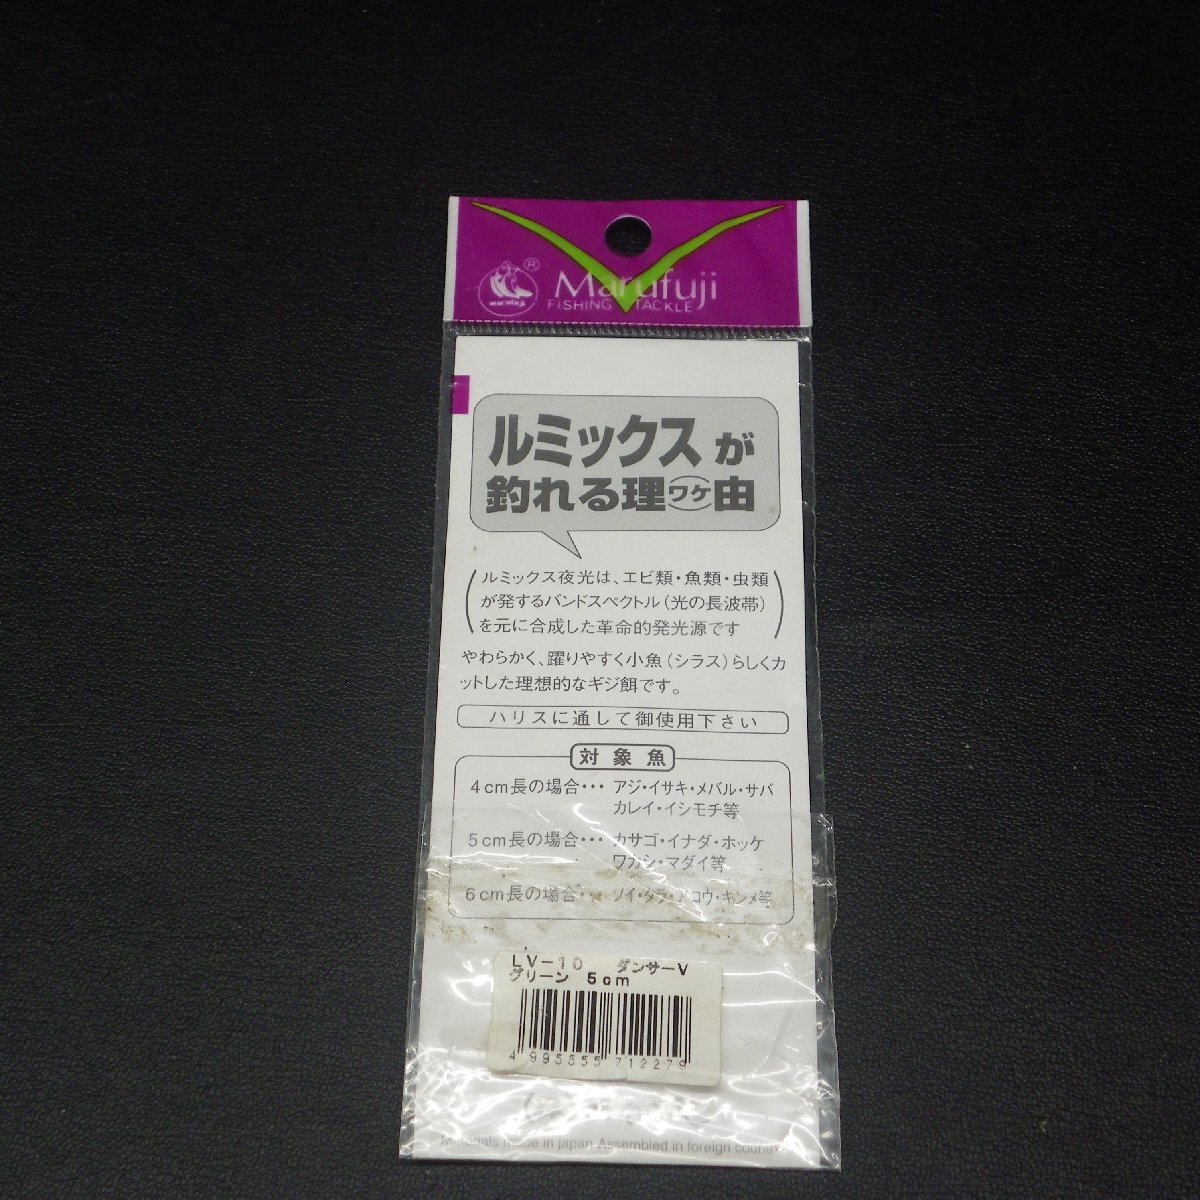 Marufuji
FISHING TACKLE
®
ルミックスが
釣れる理由
ワケ
ルミックス夜光は、エビ類・魚類・虫類
が発するバンドスペクトル(光の長波帯)
を元に合成した革命的発光源です
やわらかく、躍りやすく小魚(シラス)らしくカ
ットした理想的なギジ餌です。
ハリスに通して御使用下さい
対象魚
4cm長の場合・・・ アジ・イサキ・メバル・サバ
カレイ・イシモチ等
5cm長の場合・・・ カサゴ・イナダ・ホッケ
ワカシ・マダイ等
6cm長の場合・・・ ソイ・タラ・アコウ・キンメ等
LV-10 ダンサーV
グリーン 5cm
4 995555 712279
Materials made in japan Assembled in foreign country